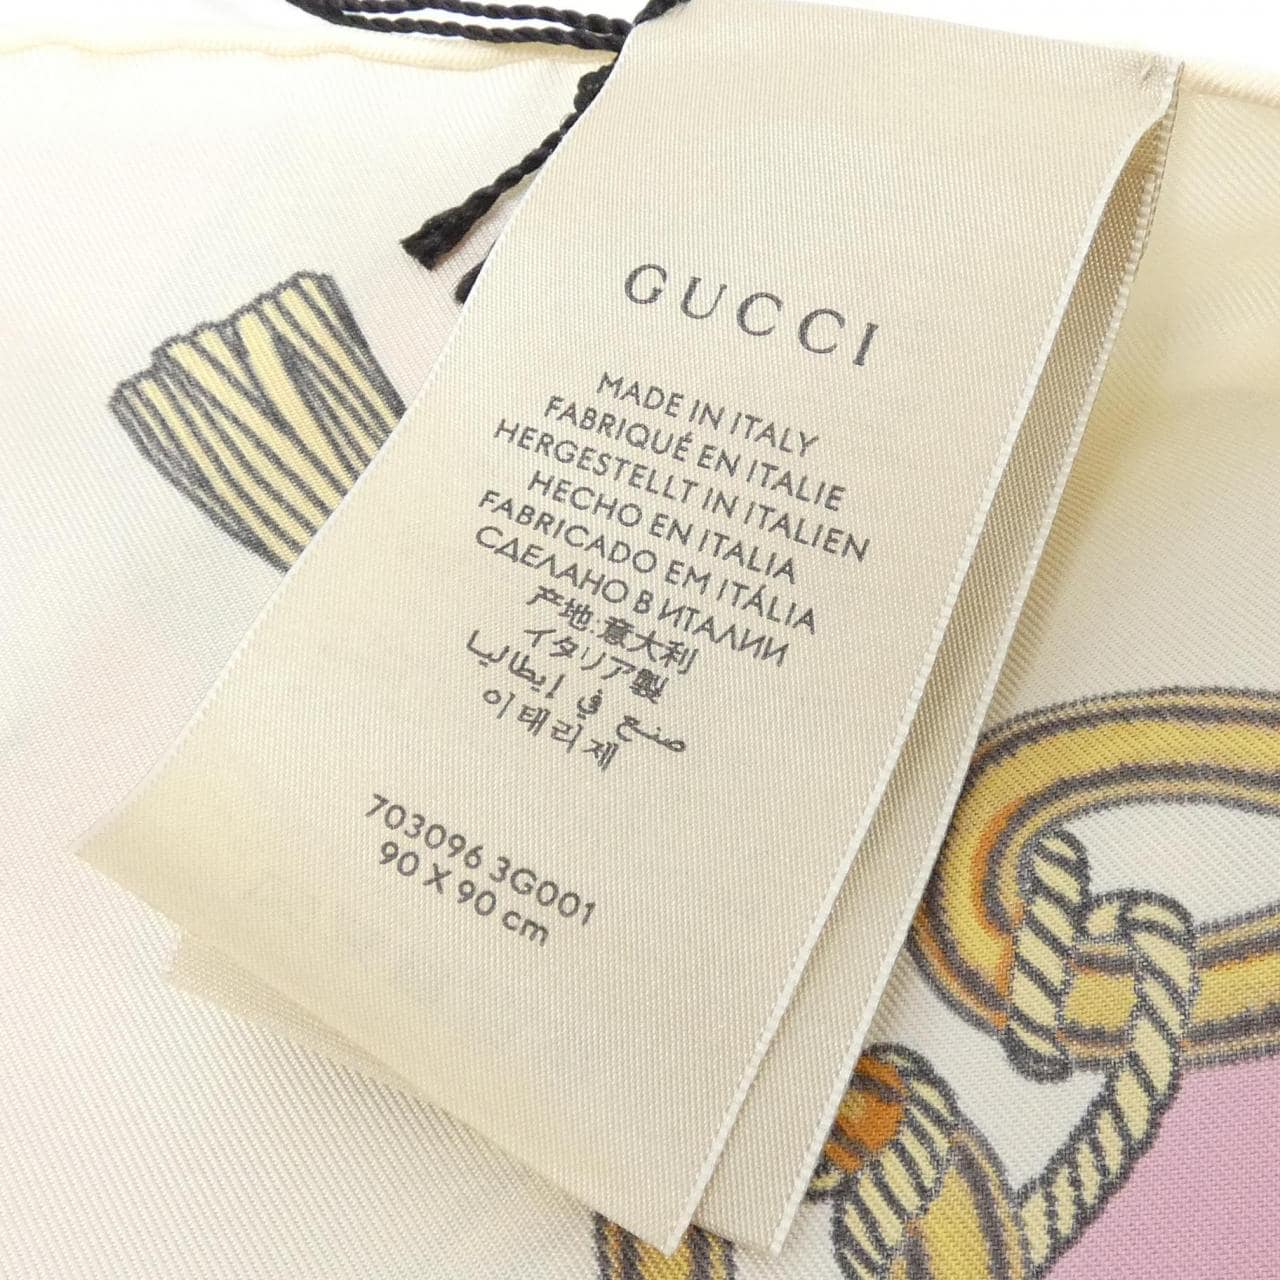 GUCCI
MADE IN ITALY
FABRIQUÉ EN ITALIE
HERGESTELLT IN ITALIEN
HECHO EN ITALIA
FABRICADO EM ITÁLIA
СДЕЛАНО В ИТАЛИИ
产地:意大利
イタリア製
صنع في إيطاليا
이태리제
703096 3G001
90 X 90 cm